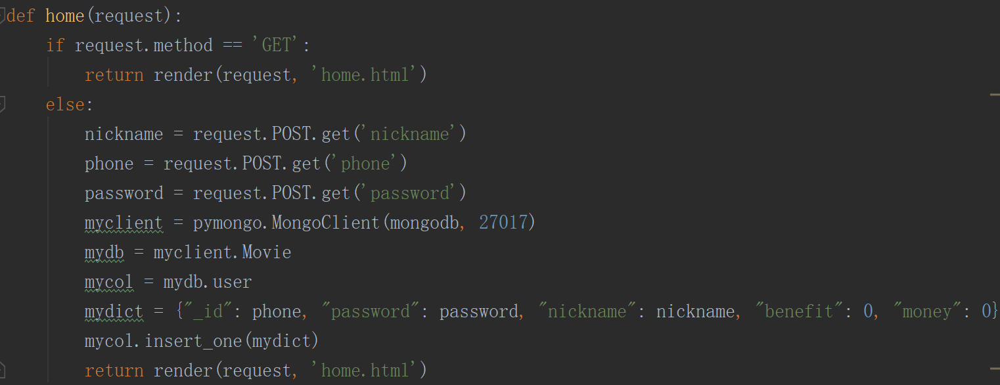 def home(request):
    if request.method == 'GET':
        return render(request, 'home.html')
    else:
        nickname = request.POST.get('nickname')
        phone = request.POST.get('phone')
        password = request.POST.get('password')
        myclient = pymongo.MongoClient(mongodb, 27017)
        mydb = myclient.Movie
        mycol = mydb.user
        mydict = {"_id": phone, "password": password, "nickname": nickname, "benefit": 0, "money": 0}
        mycol.insert_one(mydict)
        return render(request, 'home.html')